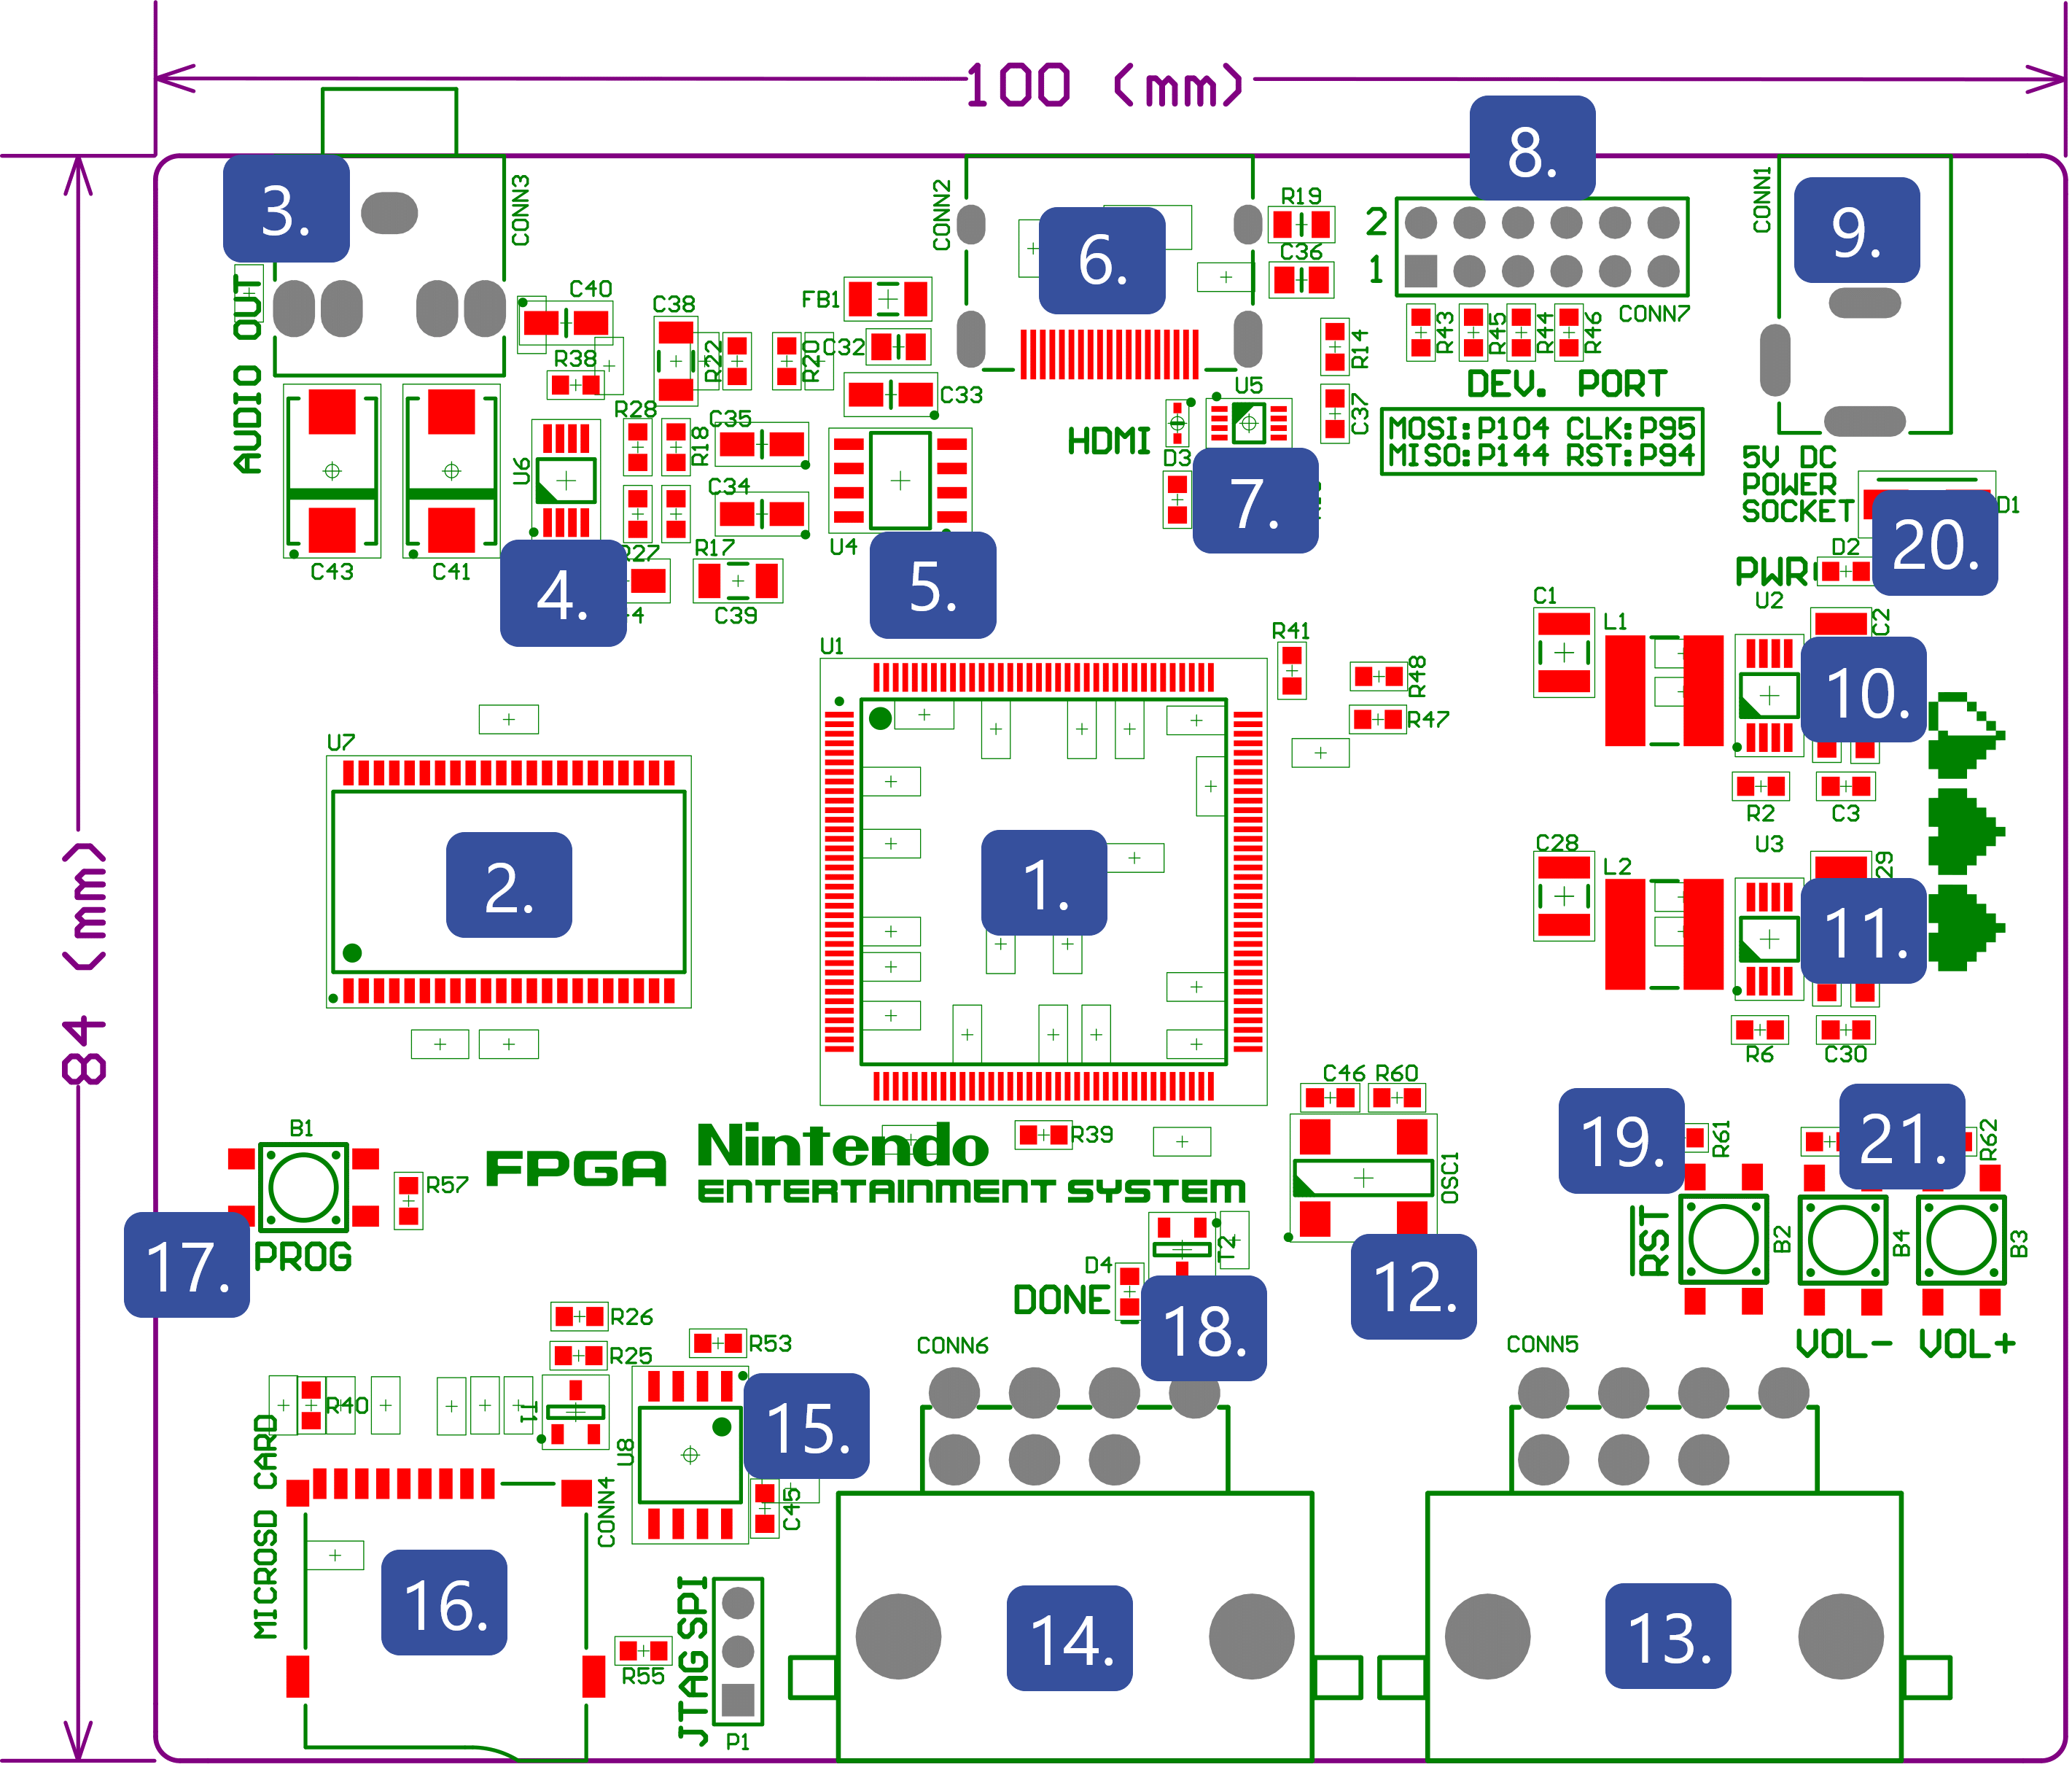 100 (mm)
84 (mm)
3.
CONN3
AUDIO OUT
CONN2
6.
R19
C36
8.
2
1
CONN7
CONN1
9.
C40
R38
C38
R22
R20
FB1
C32
C33
R14
C37
R43
R45
R44
R46
DEV. PORT
MOSI:P104 CLK:P95
MISO:P144 RST:P94
5V DC
POWER
SOCKET
D1
20.
D2
PWR
HDMI
U5
D3
7.
R28
R18
C35
C34
U6
R27
R17
C39
U4
5.
4.
C43
C41
U1
R41
R48
R47
C1
L1
U2
C2
10.
R2
C3
U7
2.
1.
C28
L2
U3
29
11.
R6
C30
B1
R57
PROG
17.
FPGA
Nintendo
ENTERTAINMENT SYSTEM
R39
C46
R60
OSC1
12.
T2
D4
DONE
18.
19.
R61
21.
R62
RST
B2
B4
B3
VOL-
VOL+
R26
R25
R53
R40
T1
U8
15.
C45
MICROSD CARD
CONN4
16.
R55
JTAG SPI
P1
CONN6
14.
CONN5
13.